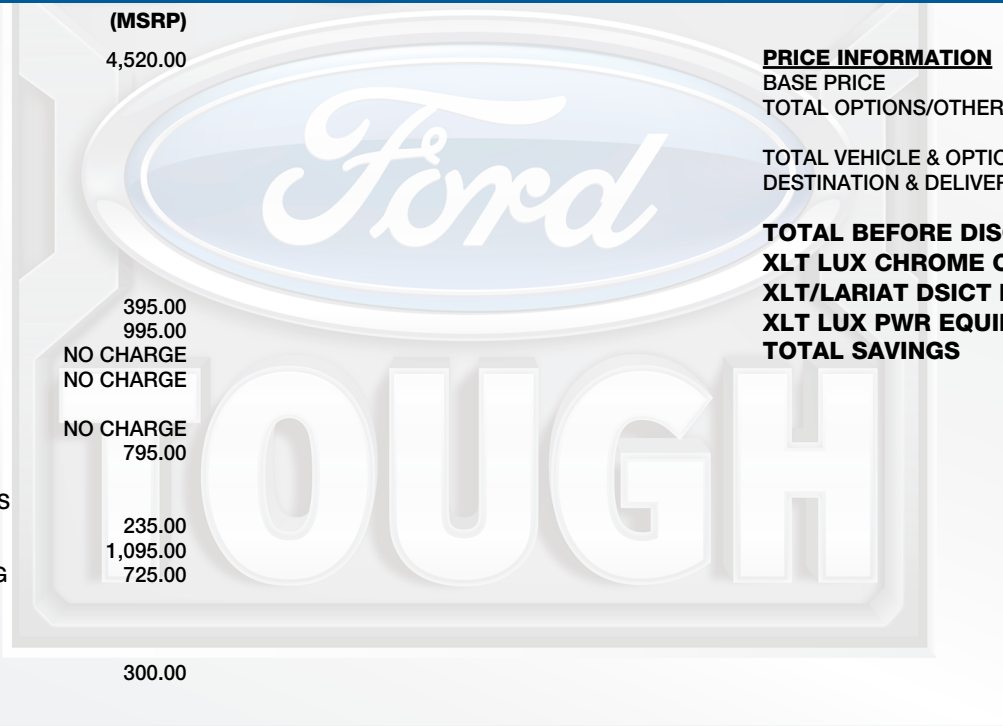 (MSRP)
4,520.00
395.00
995.00
NO CHARGE
NO CHARGE
NO CHARGE
795.00
S
235.00
1,095.00
G
725.00
300.00
PRICE INFORMATION
BASE PRICE
TOTAL OPTIONS/OTHER
TOTAL VEHICLE & OPTIO
DESTINATION & DELIVER
TOTAL BEFORE DISC
XLT LUX CHROME
XLT/LARIAT DSICT
XLT LUX PWR EQUI
TOTAL SAVINGS
Ford
TOUGH